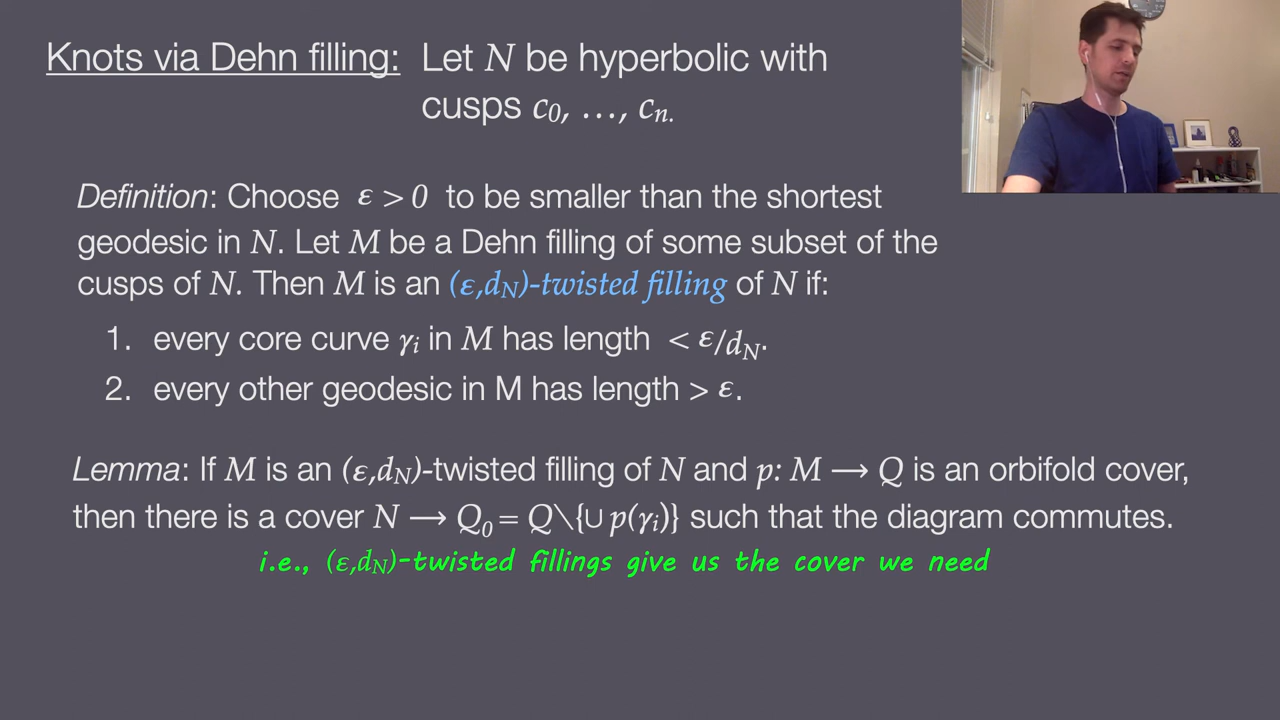 Knots via Dehn filling: Let N be hyperbolic with
cusps c₀, …, cₙ.
Definition: Choose ε > 0 to be smaller than the shortest
geodesic in N. Let M be a Dehn filling of some subset of the
cusps of N. Then M is an (ε,d_N)-twisted filling of N if:
1. every core curve γᵢ in M has length < ε/d_N.
2. every other geodesic in M has length > ε.
Lemma: If M is an (ε,d_N)-twisted filling of N and p: M ⟶ Q is an orbifold cover,
then there is a cover N ⟶ Q₀ = Q∖{∪ p(γᵢ)} such that the diagram commutes.
i.e., (ε,d_N)-twisted fillings give us the cover we need